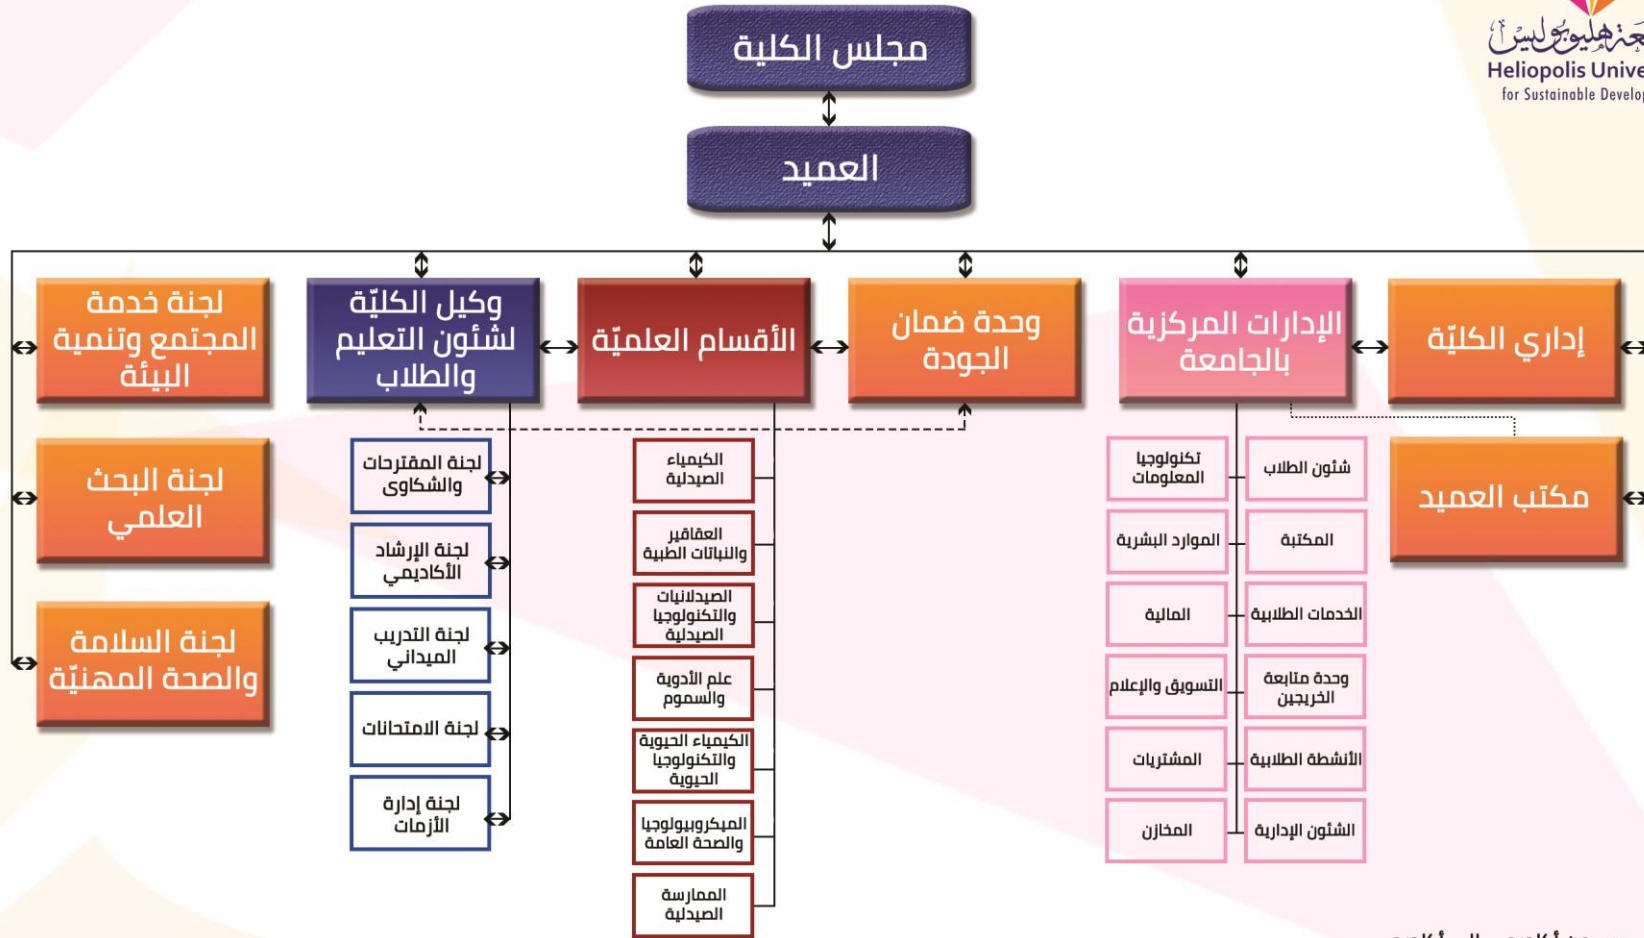 مجلس الكلية
Heliopolis
for Sustainable
العميد
إداري الكليّة
الإدارات المركزية
بالجامعة
وحدة ضمان
الجودة
الأقسام العلميّة
وكيل الكليّة
لشئون التعليم
والطلاب
لجنة خدمة
المجتمع وتنمية
البيئة
مكتب العميد
شئون الطلاب
المكتبة
الخدمات الطلابية
وحدة متابعة
الخريجين
الأنشطة الطلابية
الشئون الإدارية
تكنولوجيا
المعلومات
الموارد البشرية
المالية
التسويق والإعلام
المشتريات
المخازن
الكيمياء
الصيدلية
العقاقير
والنباتات الطبية
الصيدلانيات
والتكنولوجيا
الصيدلية
علم الأدوية
والسموم
الكيمياء الحيوية
والتكنولوجيا
الحيوية
الميكروبيولوجيا
والصحة العامة
الممارسة
الصيدلية
لجنة المقترحات
والشكاوى
لجنة الإرشاد
الأكاديمي
لجنة التدريب
الميداني
لجنة الامتحانات
لجنة إدارة
الأزمات
لجنة البحث
العلمي
لجنة السلامة
والصحة المهنيّة